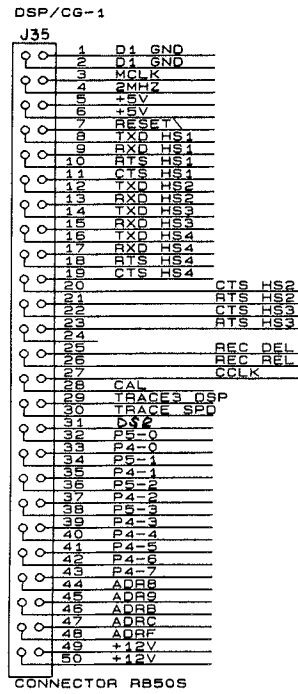 DSP/CG-1
J35
1 D1 GND
2 D1 GND
3 MCLK
4 2MHZ
5 +5V
6 +5V
7 RESET\
8 TXD HS1
9 RXD HS1
10 RTS HS1
11 CTS HS1
12 TXD HS2
13 RXD HS2
14 TXD HS3
15 RXD HS3
16 TXD HS4
17 RXD HS4
18 RTS HS4
19 CTS HS4
20 CTS HS2
21 RTS HS2
22 CTS HS3
23 RTS HS3
24
25 REC DEL
26 REC REL
27 CCLK
28 CAL
29 TRACE3 DSP
30 TRACE SPD
31 DSR
32 P5-0
33 P4-0
34 P5-1
35 P4-1
36 P5-2
37 P4-2
38 P5-3
39 P4-3
40 P4-4
41 P4-5
42 P4-6
43 P4-7
44 ADR8
45 ADR9
46 ADRB
47 ADRC
48 ADRF
49 +12V
50 +12V
CONNECTOR RB50S